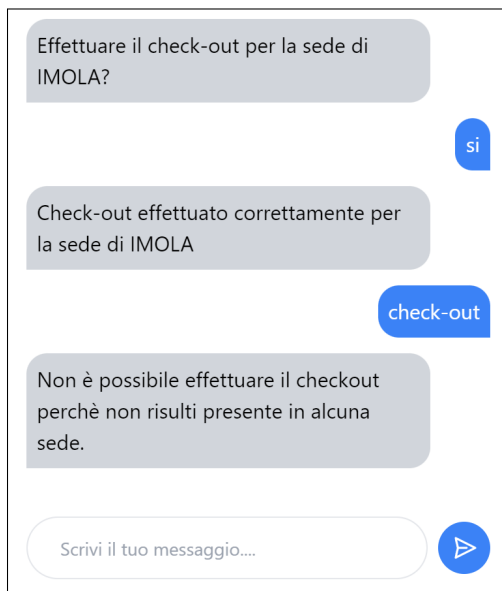 Effettuare il check-out per la sede di
IMOLA?
si
Check-out effettuato correttamente per
la sede di IMOLA
check-out
Non è possibile effettuare il checkout
perchè non risulti presente in alcuna
sede.
Scrivi il tuo messaggio....